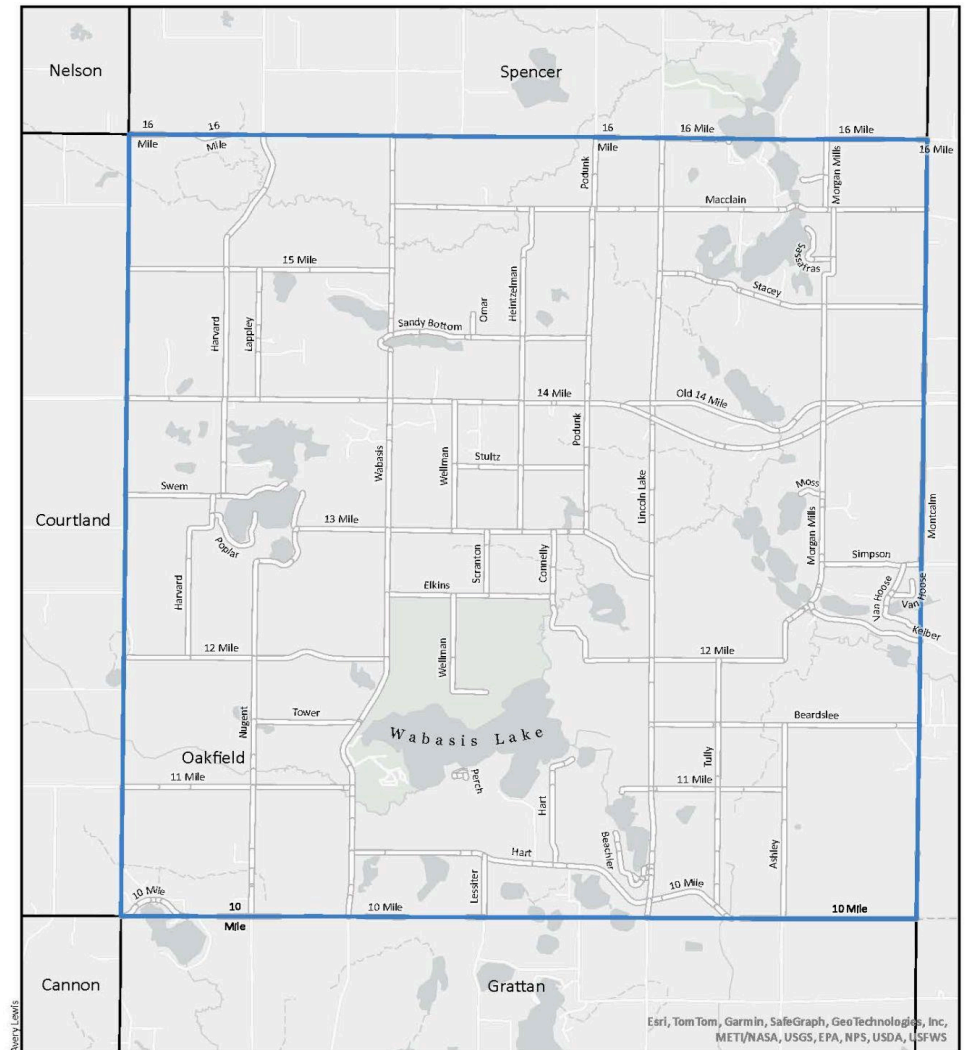 Nelson
Spencer
16
Mile
16
Mile
16
Mile
16 Mile
16 Mile
16 Mile
Podunk
Morgan Mills
Macclain
Sassafras
15 Mile
Stacey
Harvard
Lappley
Omar
Heintzelman
Sandy Bottom
14 Mile
Old 14 Mile
Podunk
Wabasis
Wellman
Stultz
Lincoln Lake
Swem
Moss
Courtland
13 Mile
Morgan Mills
Montcalm
Poplar
Simpson
Harvard
Scranton
Connelly
Elkins
Van Hoose
Van Hoose
Keiber
12 Mile
Wellman
12 Mile
Nugent
Tower
Beardslee
Wabasis Lake
Oakfield
Tully
11 Mile
Perch
11 Mile
Hart
Beachler
Ashley
Hart
10 Mile
Lessiter
10 Mile
10
Mile
10 Mile
10 Mile
Cannon
Grattan
Avery Lewis
Esri, TomTom, Garmin, SafeGraph, GeoTechnologies, Inc,
METI/NASA, USGS, EPA, NPS, USDA, USFWS